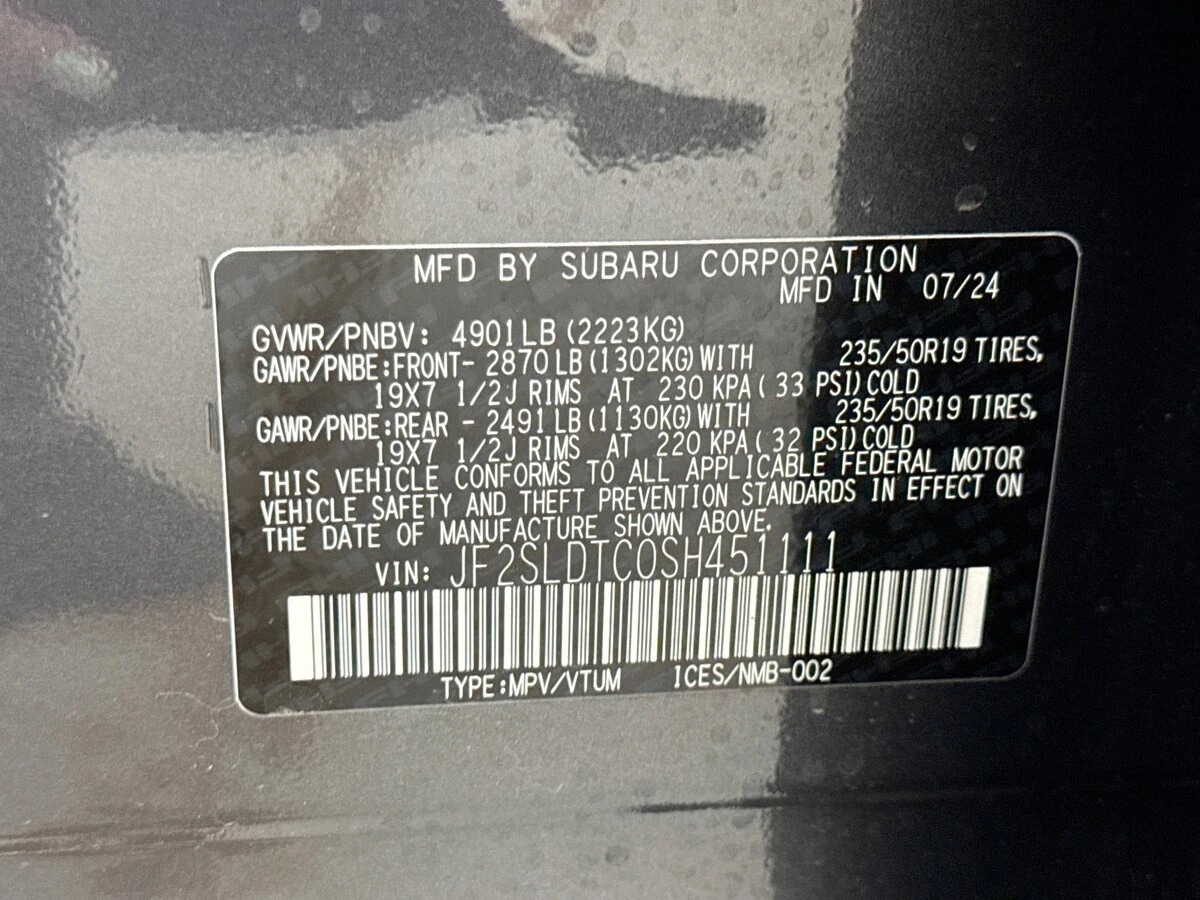 MFD BY SUBARU CORPORATION
MFD IN 07/24
GVWR/PNBV: 4901LB (2223KG)
GAWR/PNBE:FRONT- 2870 LB (1302KG) WITH 235/50R19 TIRES,
19X7 1/2J RIMS AT 230 KPA ( 33 PSI) COLD
GAWR/PNBE:REAR - 2491 LB (1130KG) WITH 235/50R19 TIRES,
19X7 1/2J RIMS AT 220 KPA ( 32 PSI) COLD
THIS VEHICLE CONFORMS TO ALL APPLICABLE FEDERAL MOTOR
VEHICLE SAFETY AND THEFT PREVENTION STANDARDS IN EFFECT ON
THE DATE OF MANUFACTURE SHOWN ABOVE.
VIN: JF2SLDTC0SH451111
TYPE:MPV/VTUM ICES/NMB-002